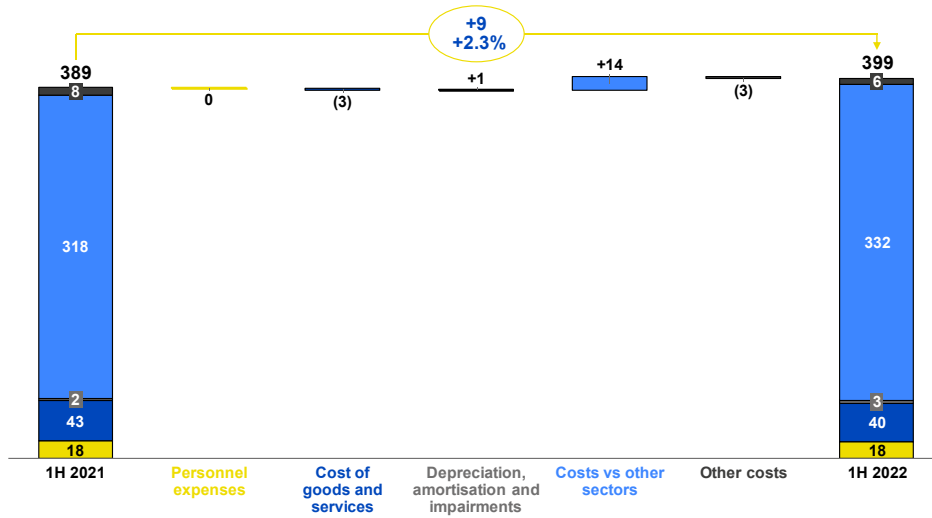 +9
+2.3%
389
8
318
2
43
18
0
(3)
+1
+14
(3)
399
6
332
3
40
18
1H 2021
Personnel
expenses
Cost of
goods and
services
Depreciation,
amortisation and
impairments
Costs vs other
sectors
Other costs
1H 2022